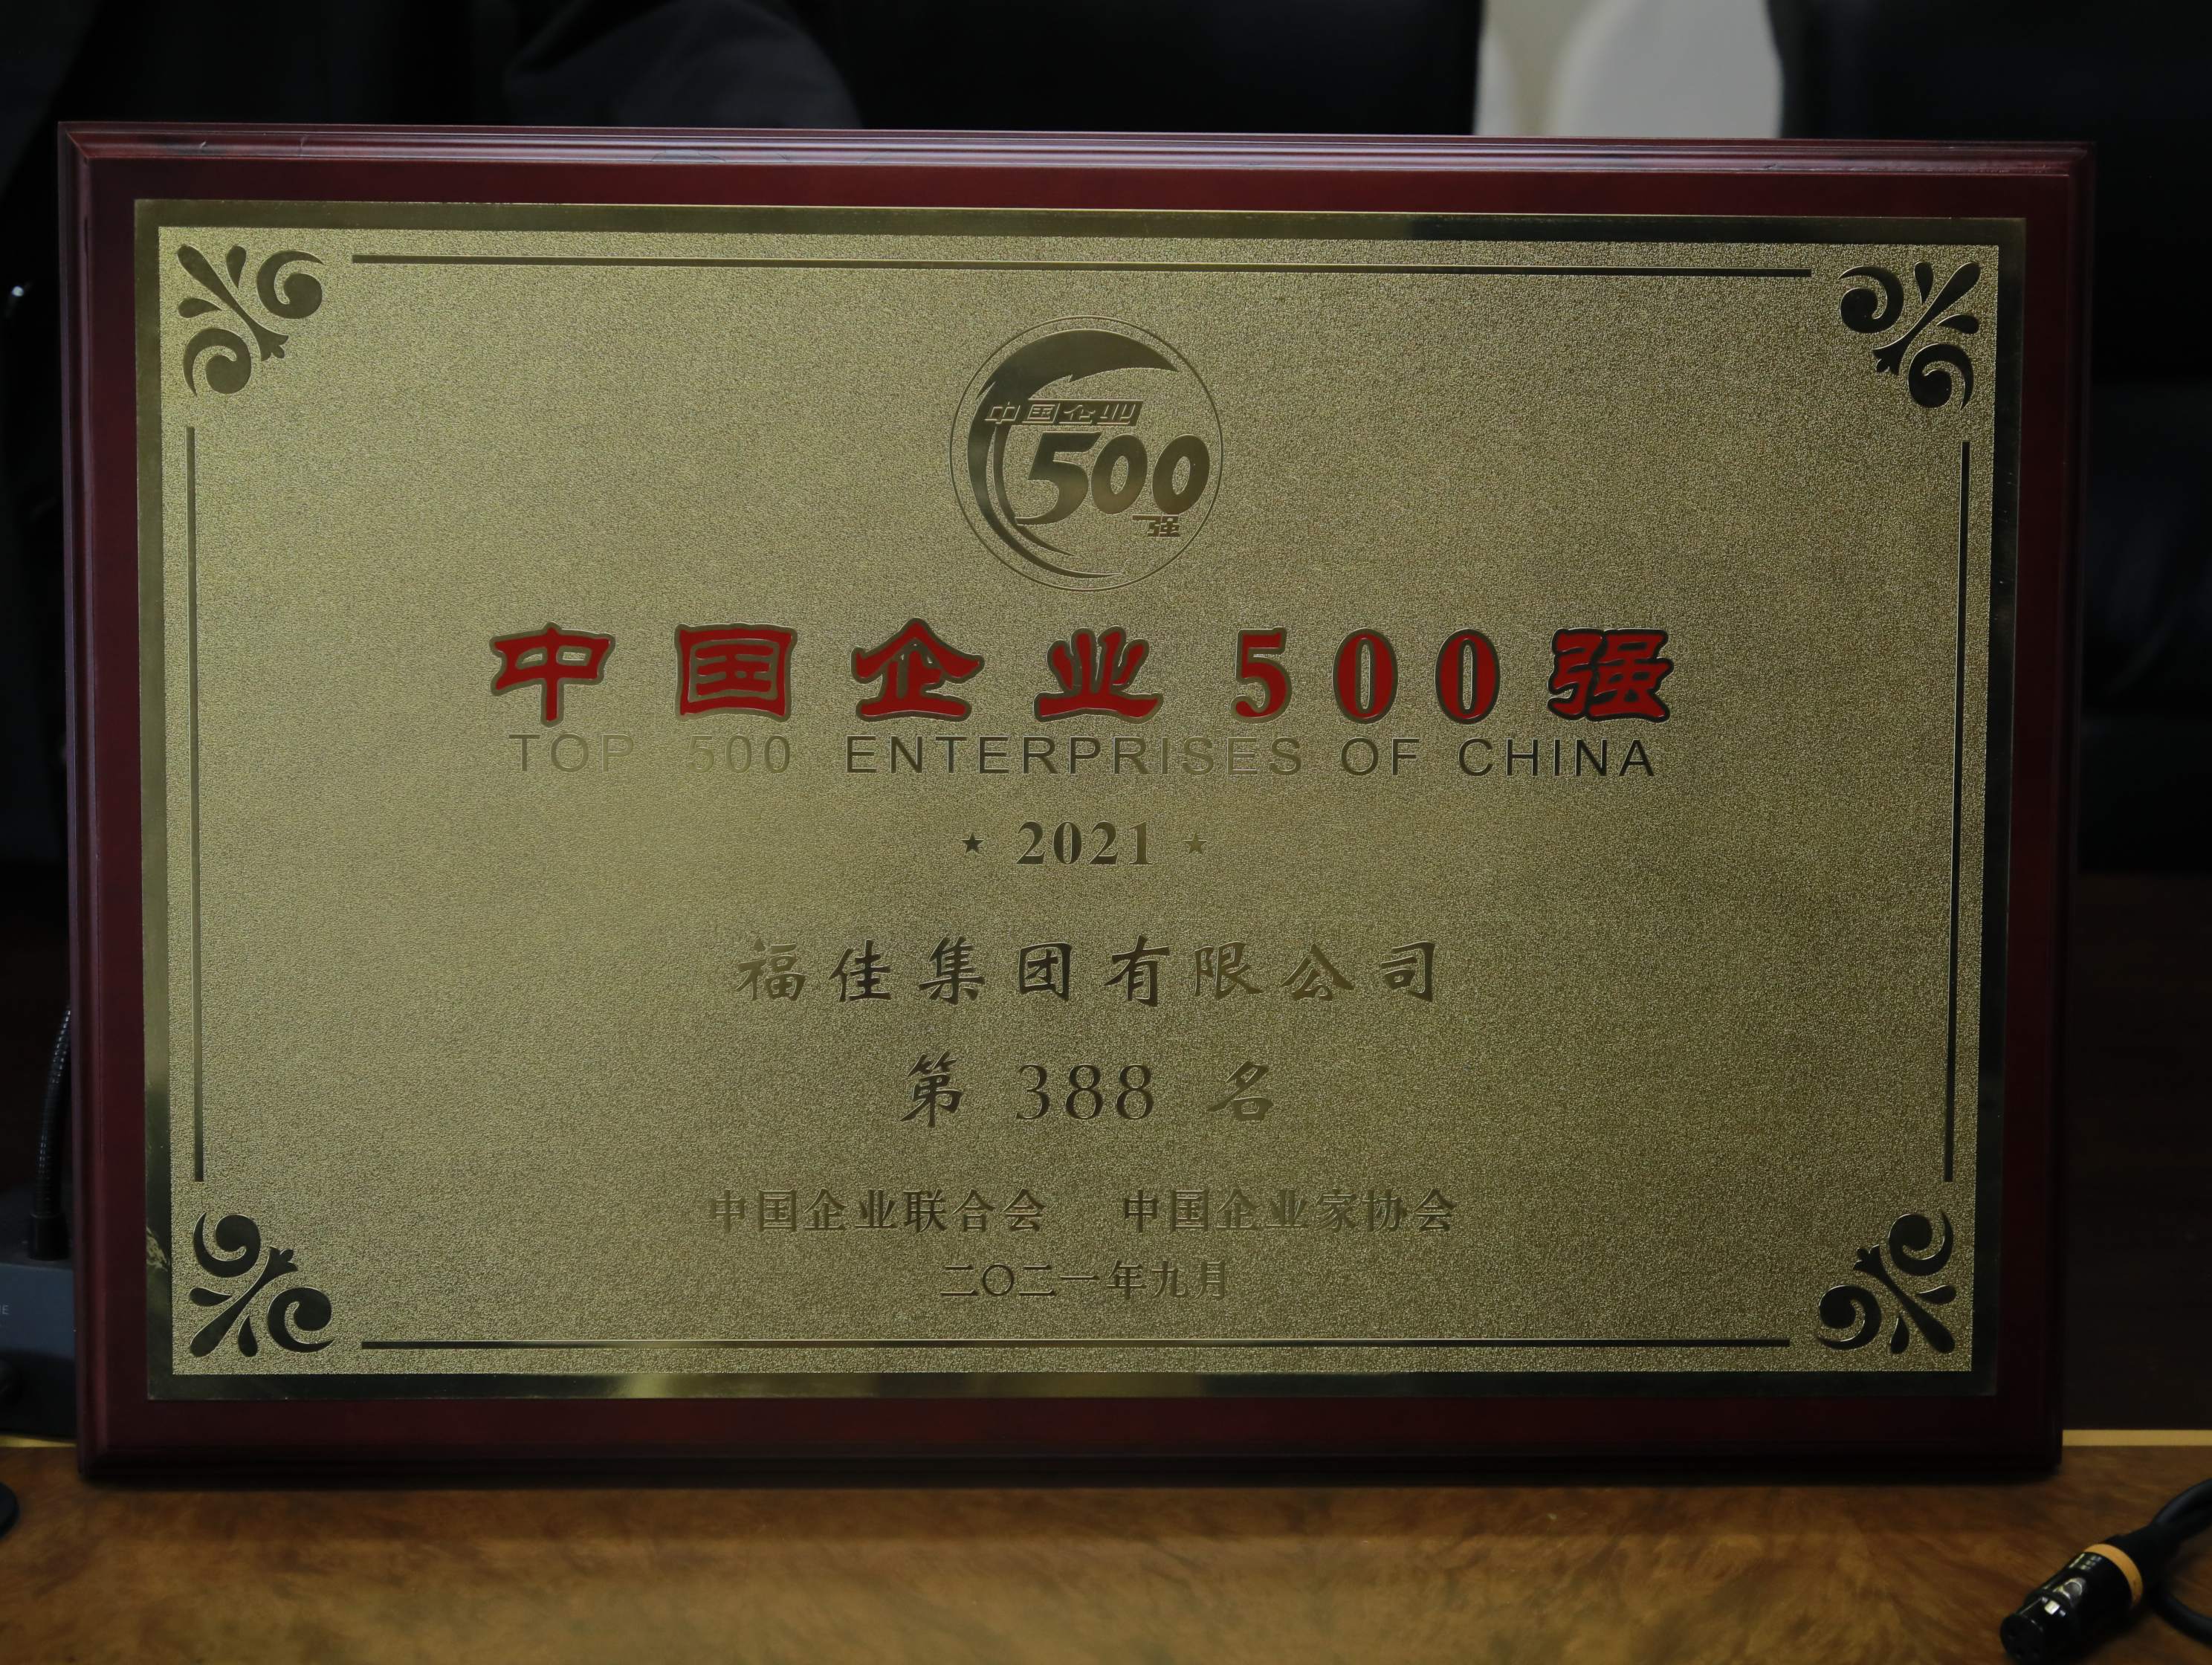 中国企业
500
强
中国企业500强
TOP 500 ENTERPRISES OF CHINA
★ 2021 ★
福佳集团有限公司
第 388 名
中国企业联合会 中国企业家协会
二〇二一年九月